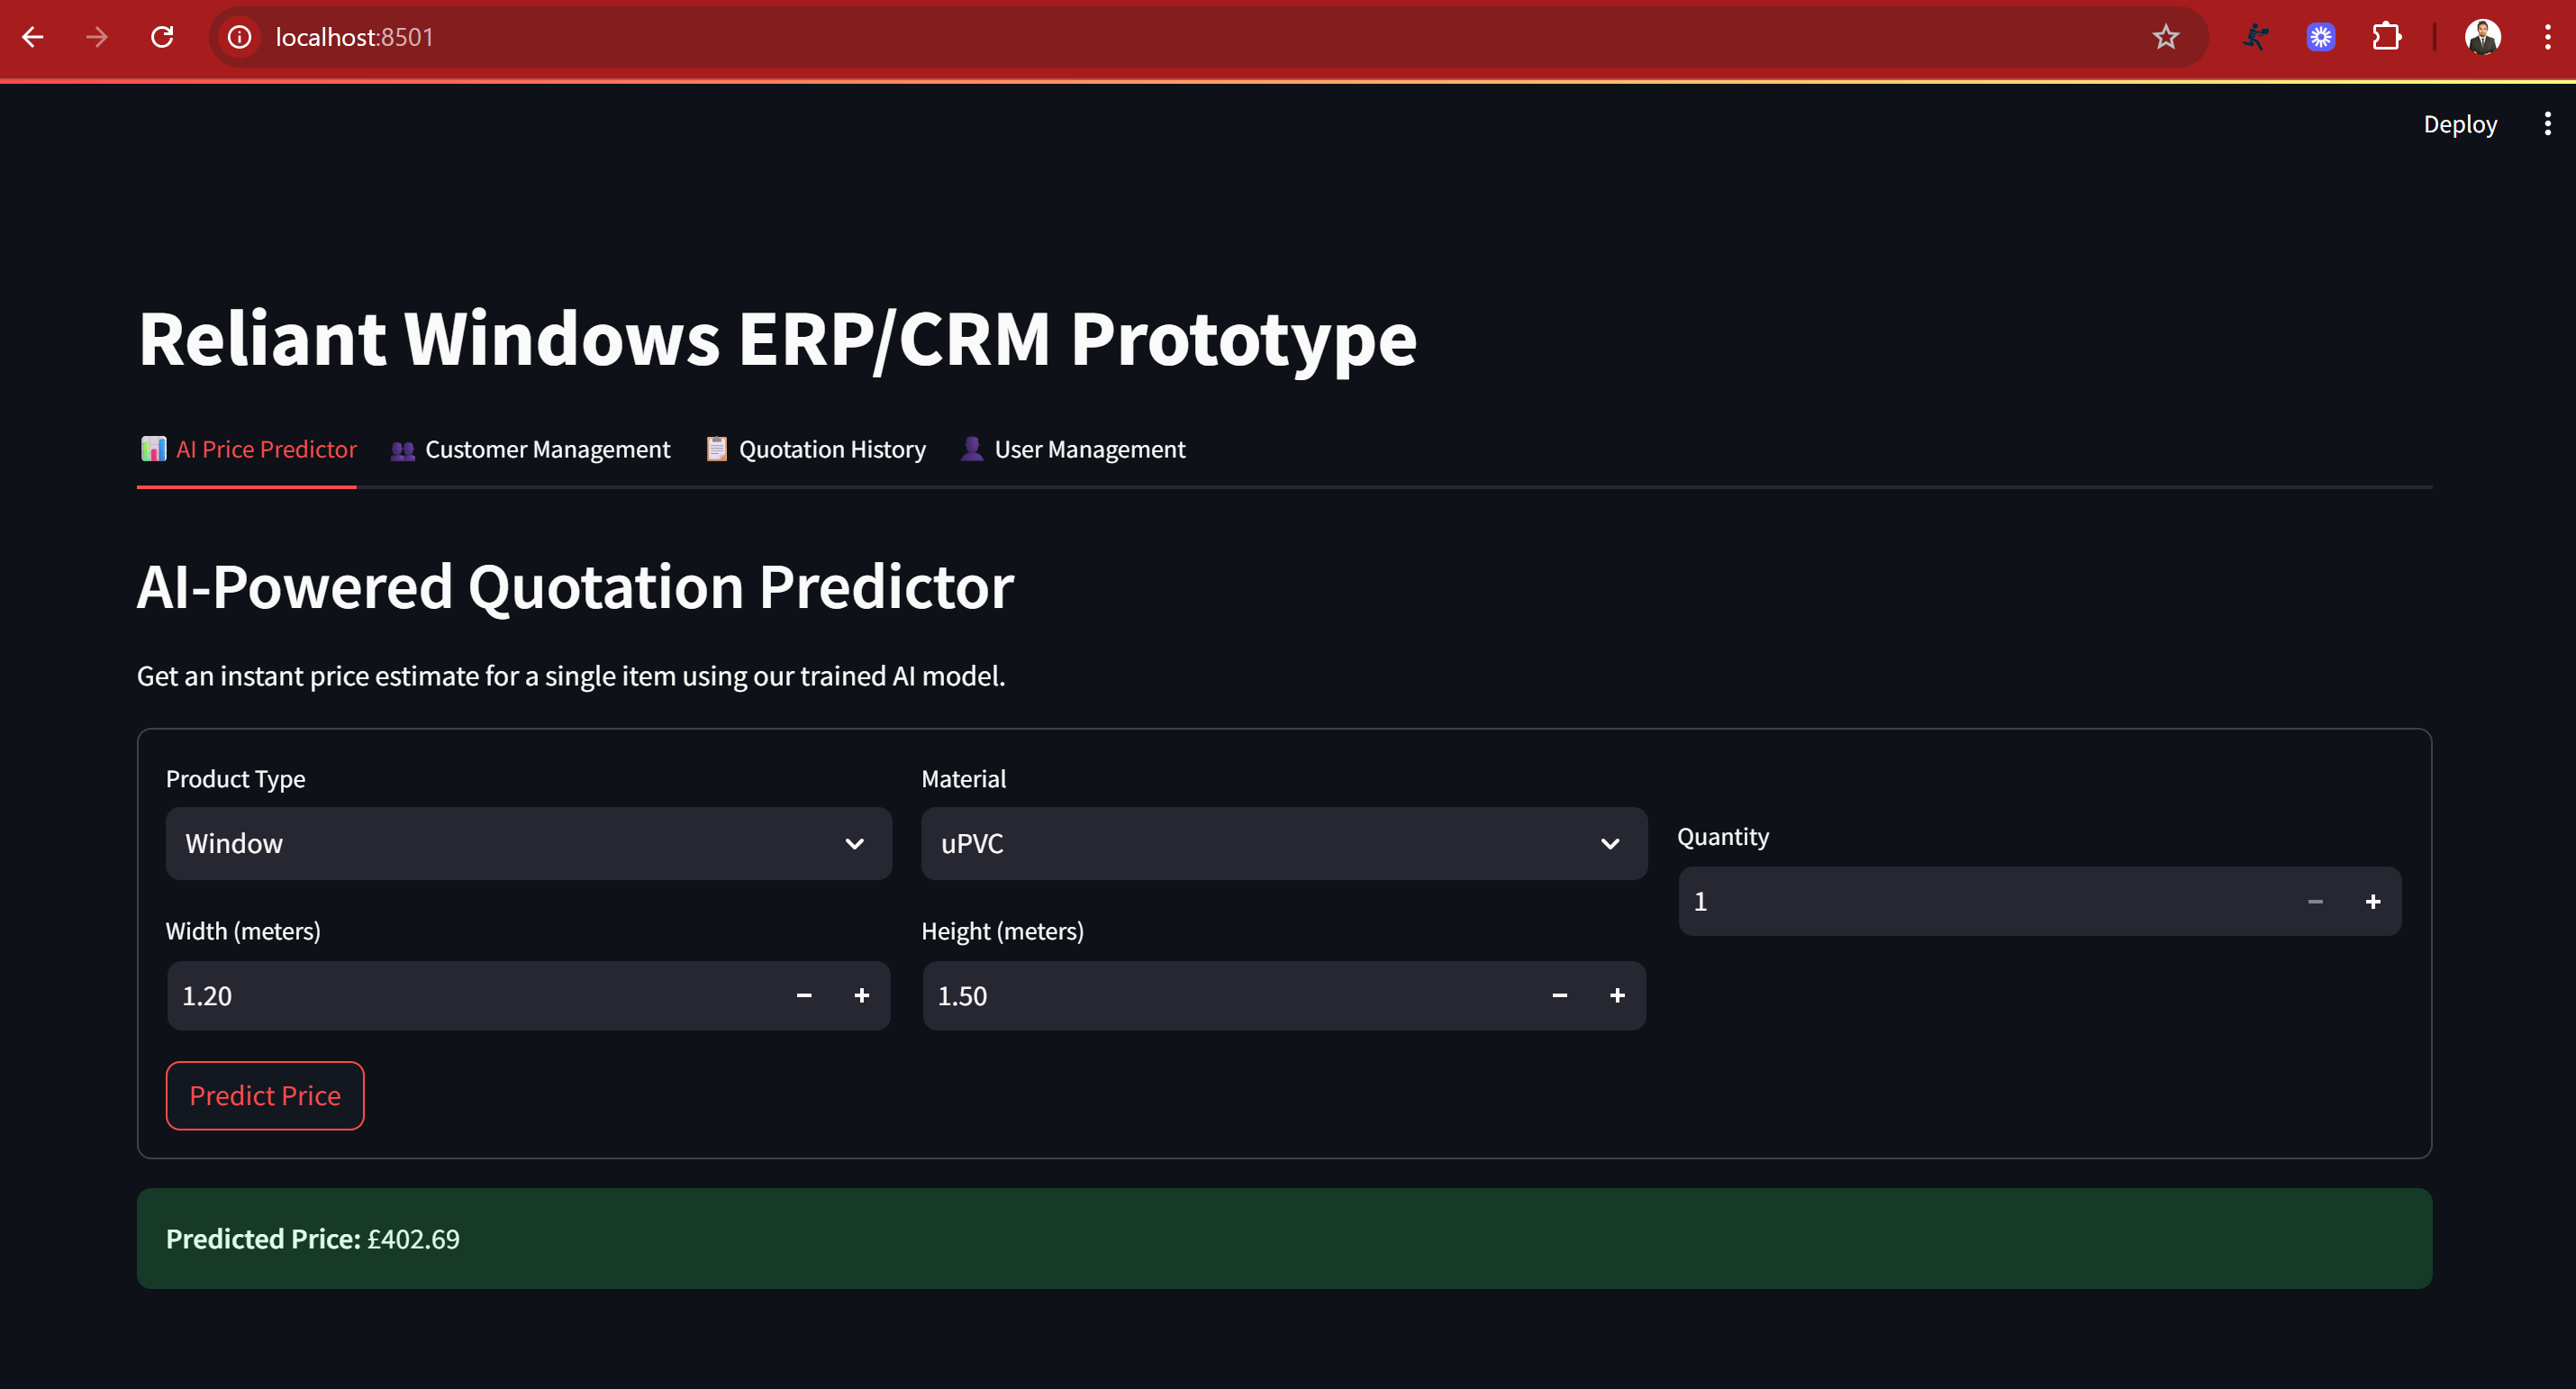 localhost:8501
Deploy
Reliant Windows ERP/CRM Prototype
AI Price Predictor Customer Management Quotation History User Management
AI-Powered Quotation Predictor
Get an instant price estimate for a single item using our trained AI model.
Product Type Material
Window uPVC
Quantity
1
Width (meters) Height (meters)
1.20 1.50
Predict Price
Predicted Price: £402.69